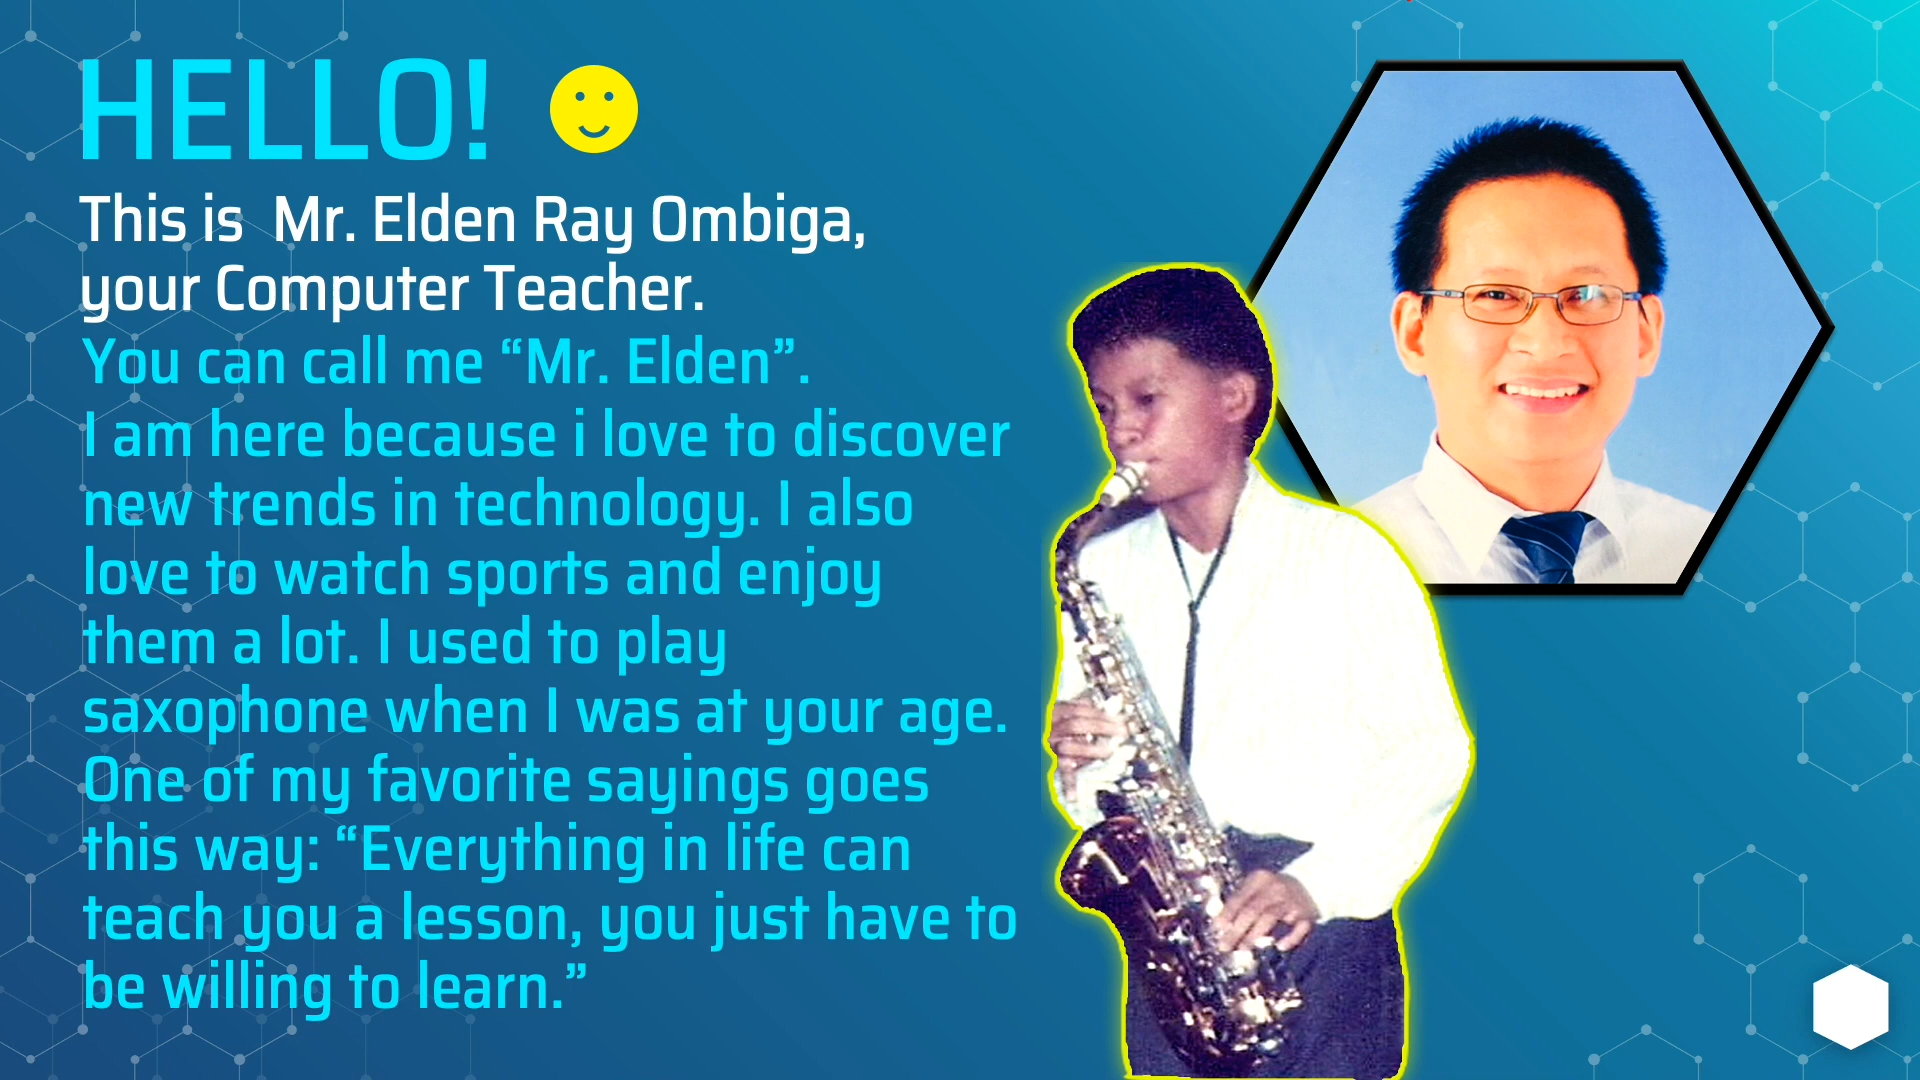 HELLO!
This is  Mr. Elden Ray Ombiga,
your Computer Teacher.
You can call me “Mr. Elden”.
I am here because i love to discover
new trends in technology. I also
love to watch sports and enjoy
them a lot. I used to play
saxophone when I was at your age.
One of my favorite sayings goes
this way: “Everything in life can
teach you a lesson, you just have to
be willing to learn.”